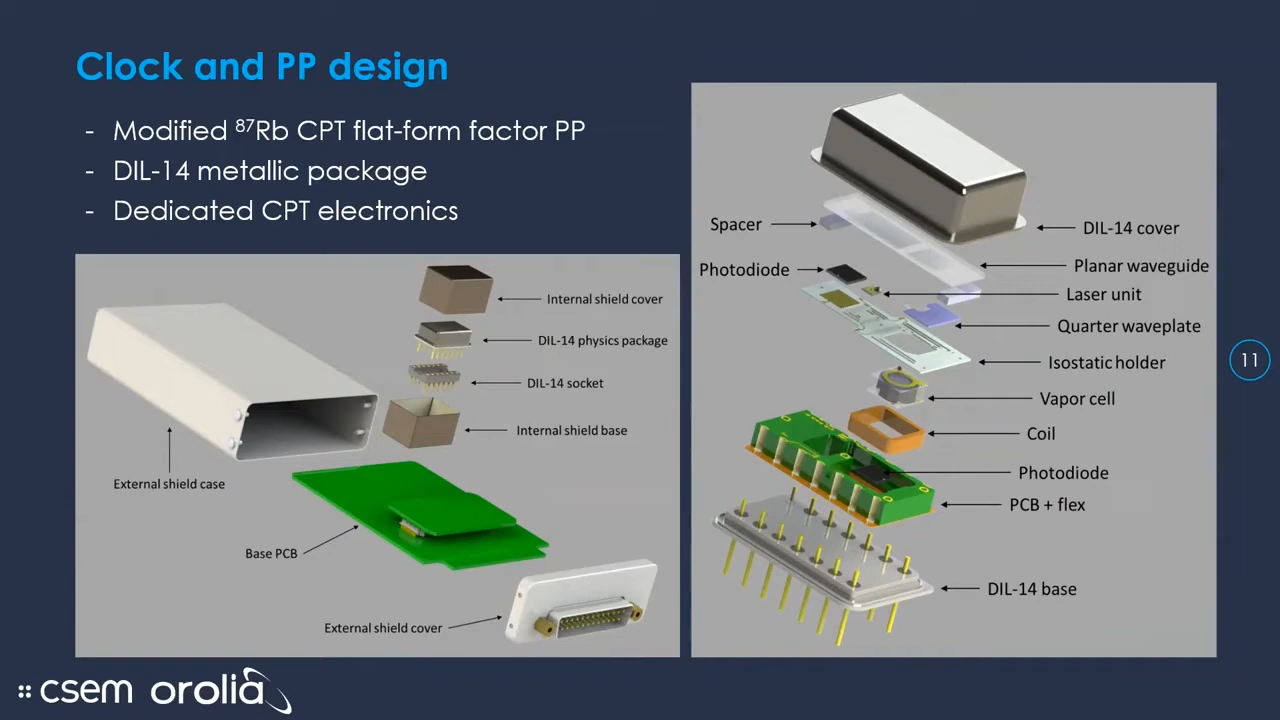 Clock and PP design
- Modified ⁸⁷Rb CPT flat-form factor PP
- DIL-14 metallic package
- Dedicated CPT electronics
Internal shield cover
DIL-14 physics package
DIL-14 socket
Internal shield base
External shield case
Base PCB
External shield cover
Spacer
DIL-14 cover
Photodiode
Planar waveguide
Laser unit
Quarter waveplate
Isostatic holder
Vapor cell
Coil
Photodiode
PCB + flex
DIL-14 base
11
csem orolia